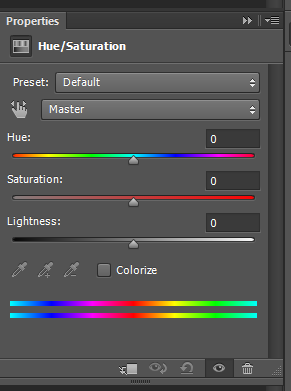 Properties
Hue/Saturation
Preset: Default
Master
Hue: 0
Saturation: 0
Lightness: 0
Colorize